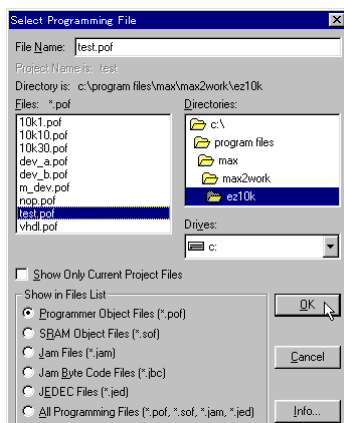 Select Programming File
File Name: test.pof
Project Name is: test
Directory is: c:\program files\max\max2work\ez10k
Files: *.pof
Directories:
10k1.pof
10k10.pof
10k30.pof
dev_a.pof
dev_b.pof
m_dev.pof
nop.pof
test.pof
vhdl.pof
c:\
program files
max
max2work
ez10k
Drives:
c:
Show Only Current Project Files
Show in Files List
Programmer Object Files (*.pof)
SRAM Object Files (*.sof)
Jam Files (*.jam)
Jam Byte Code Files (*.jbc)
JEDEC Files (*.jed)
All Programming Files (*.pof, *.sof, *.jam, *.jed)
OK
Cancel
Info...